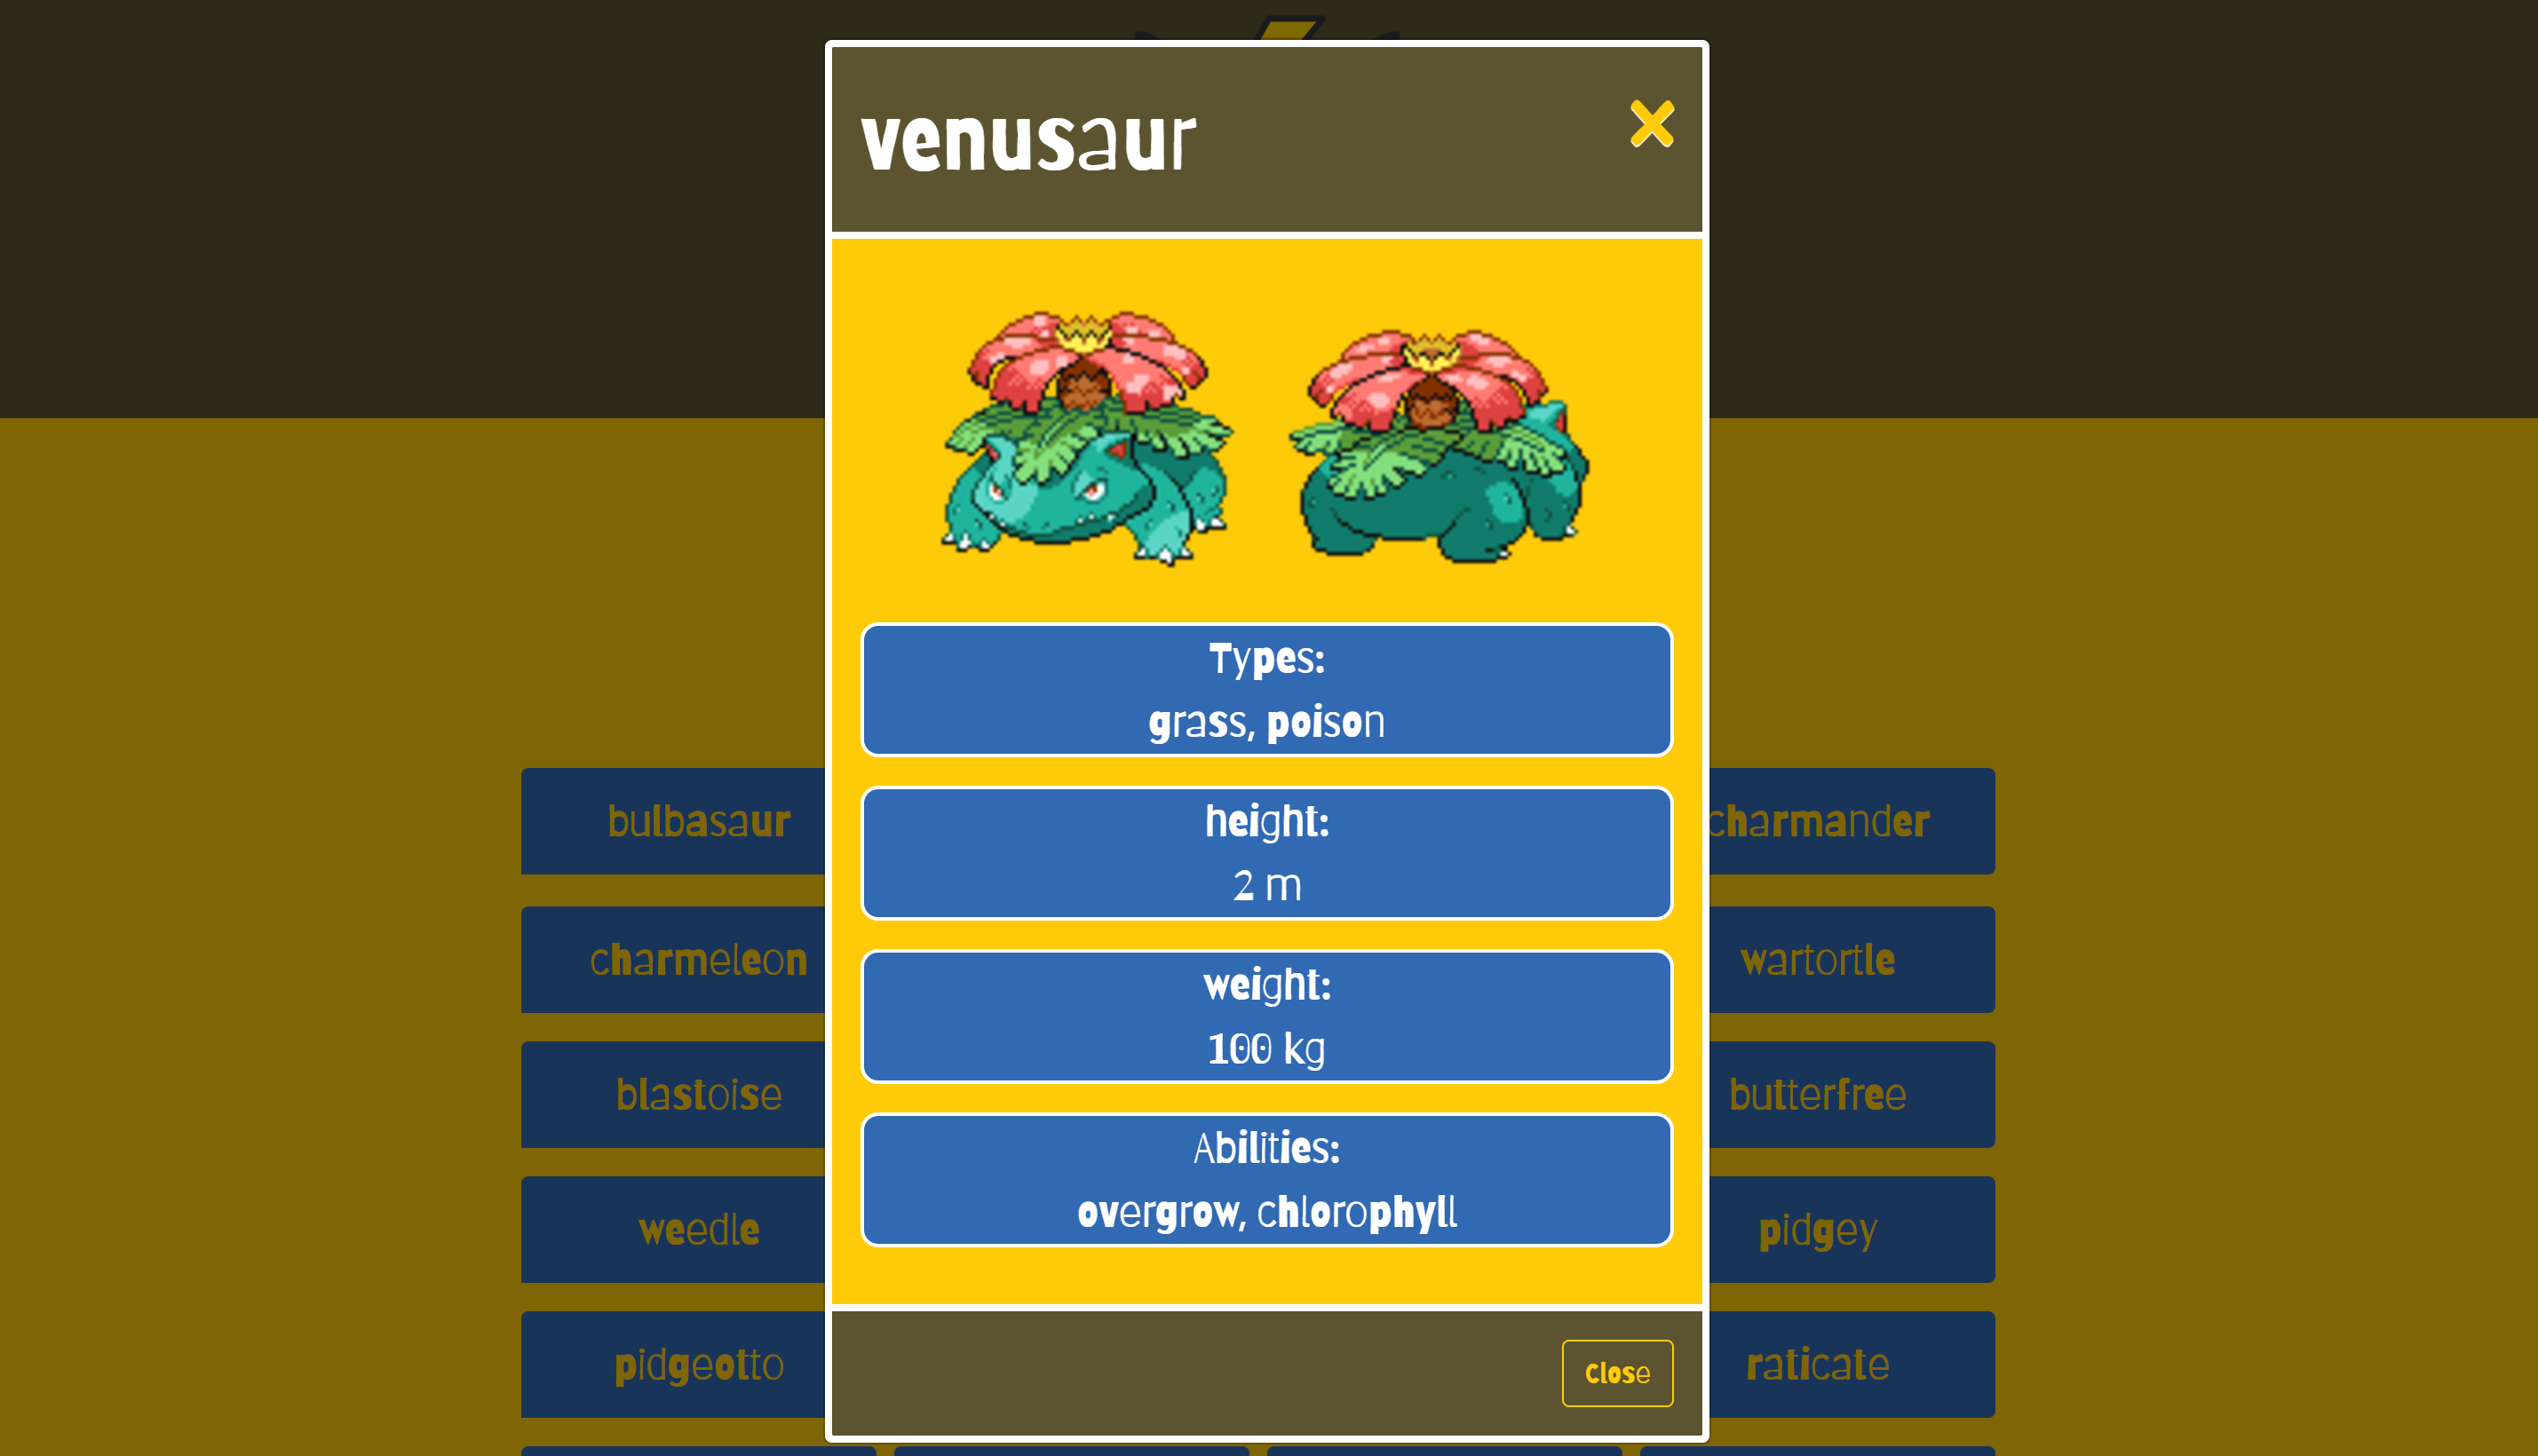 venusaur
Types:
grass, poison
height:
2 m
weight:
100 kg
Abilities:
overgrow, chlorophyll
Close
bulbasaur
charmander
charmeleon
wartortle
blastoise
butterfree
weedle
pidgey
pidgeotto
raticate